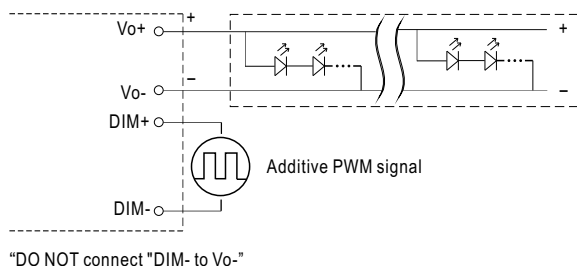 +
Vo+
+
−
−
Vo-
DIM+
Additive PWM signal
DIM-
“DO NOT connect "DIM- to Vo-”